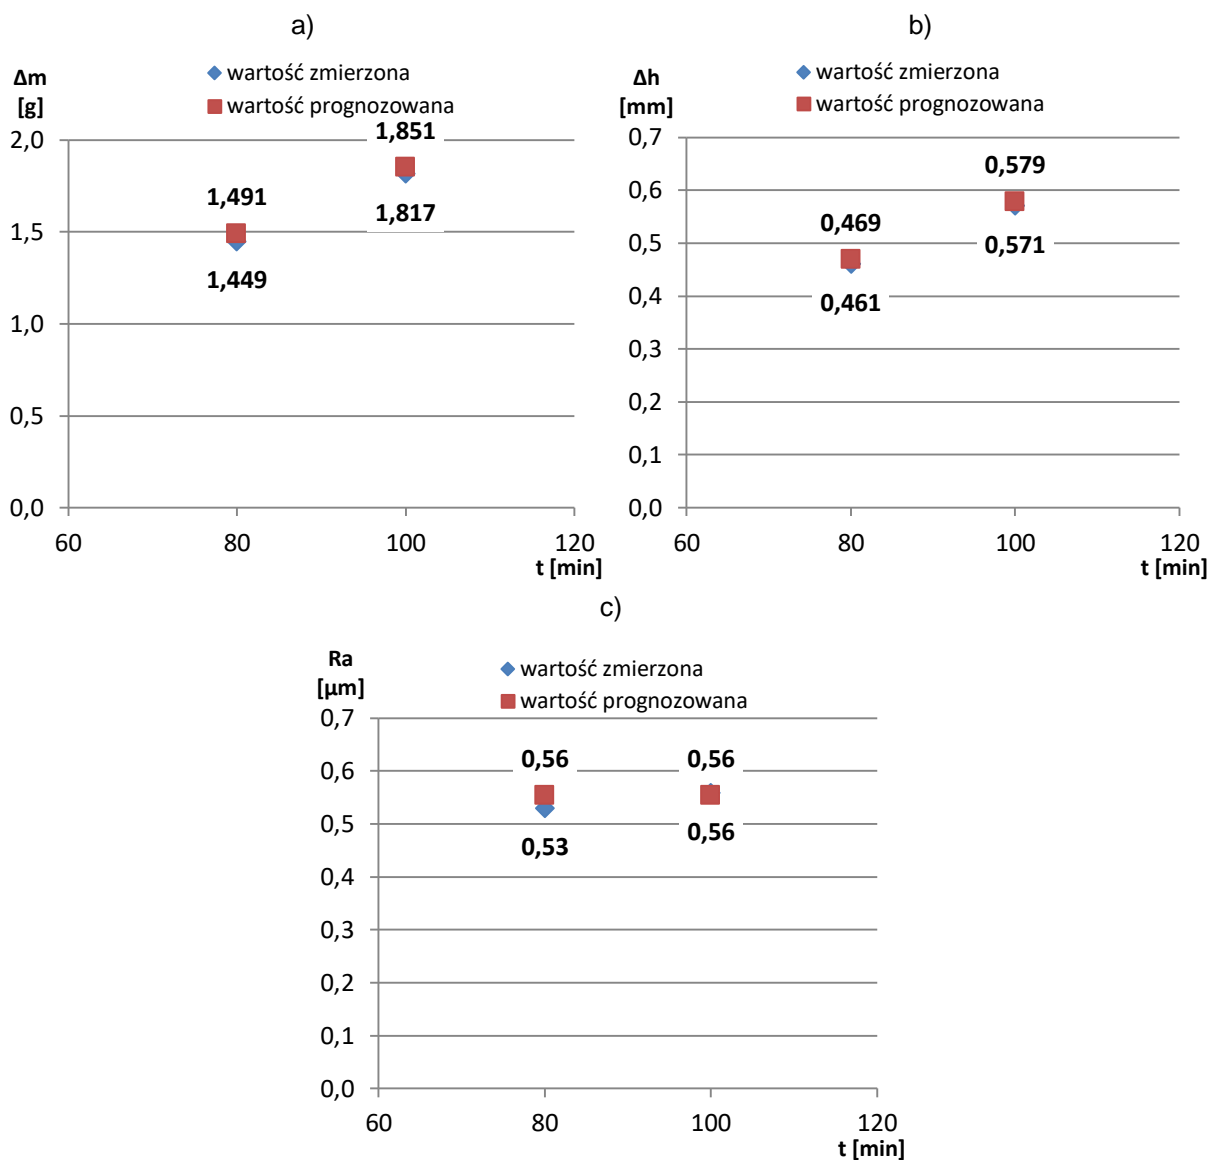 a)
Δm
[g]
wartość zmierzona
wartość prognozowana
2,0
1,5
1,0
0,5
0,0
1,851
1,491
1,817
1,449
60
80
100
120
t [min]
b)
Δh
[mm]
wartość zmierzona
wartość prognozowana
0,7
0,6
0,5
0,4
0,3
0,2
0,1
0,0
0,579
0,469
0,571
0,461
60
80
100
120
t [min]
c)
Ra
[µm]
wartość zmierzona
wartość prognozowana
0,7
0,6
0,5
0,4
0,3
0,2
0,1
0,0
0,56
0,56
0,53
0,56
60
80
100
120
t [min]